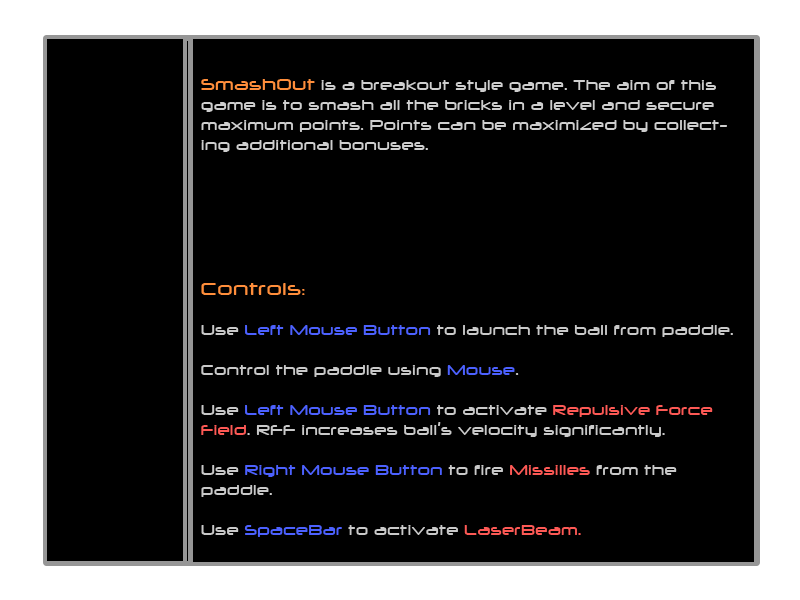 SmashOut is a breakout style game. The aim of this
game is to smash all the bricks in a level and secure
maximum points. Points can be maximized by collect-
ing additional bonuses.
Controls:
Use Left Mouse Button to launch the ball from paddle.
Control the paddle using Mouse.
Use Left Mouse Button to activate Repulsive Force
Field. RFF increases ball's velocity significantly.
Use Right Mouse Button to fire Missiles from the
paddle.
Use SpaceBar to activate LaserBeam.